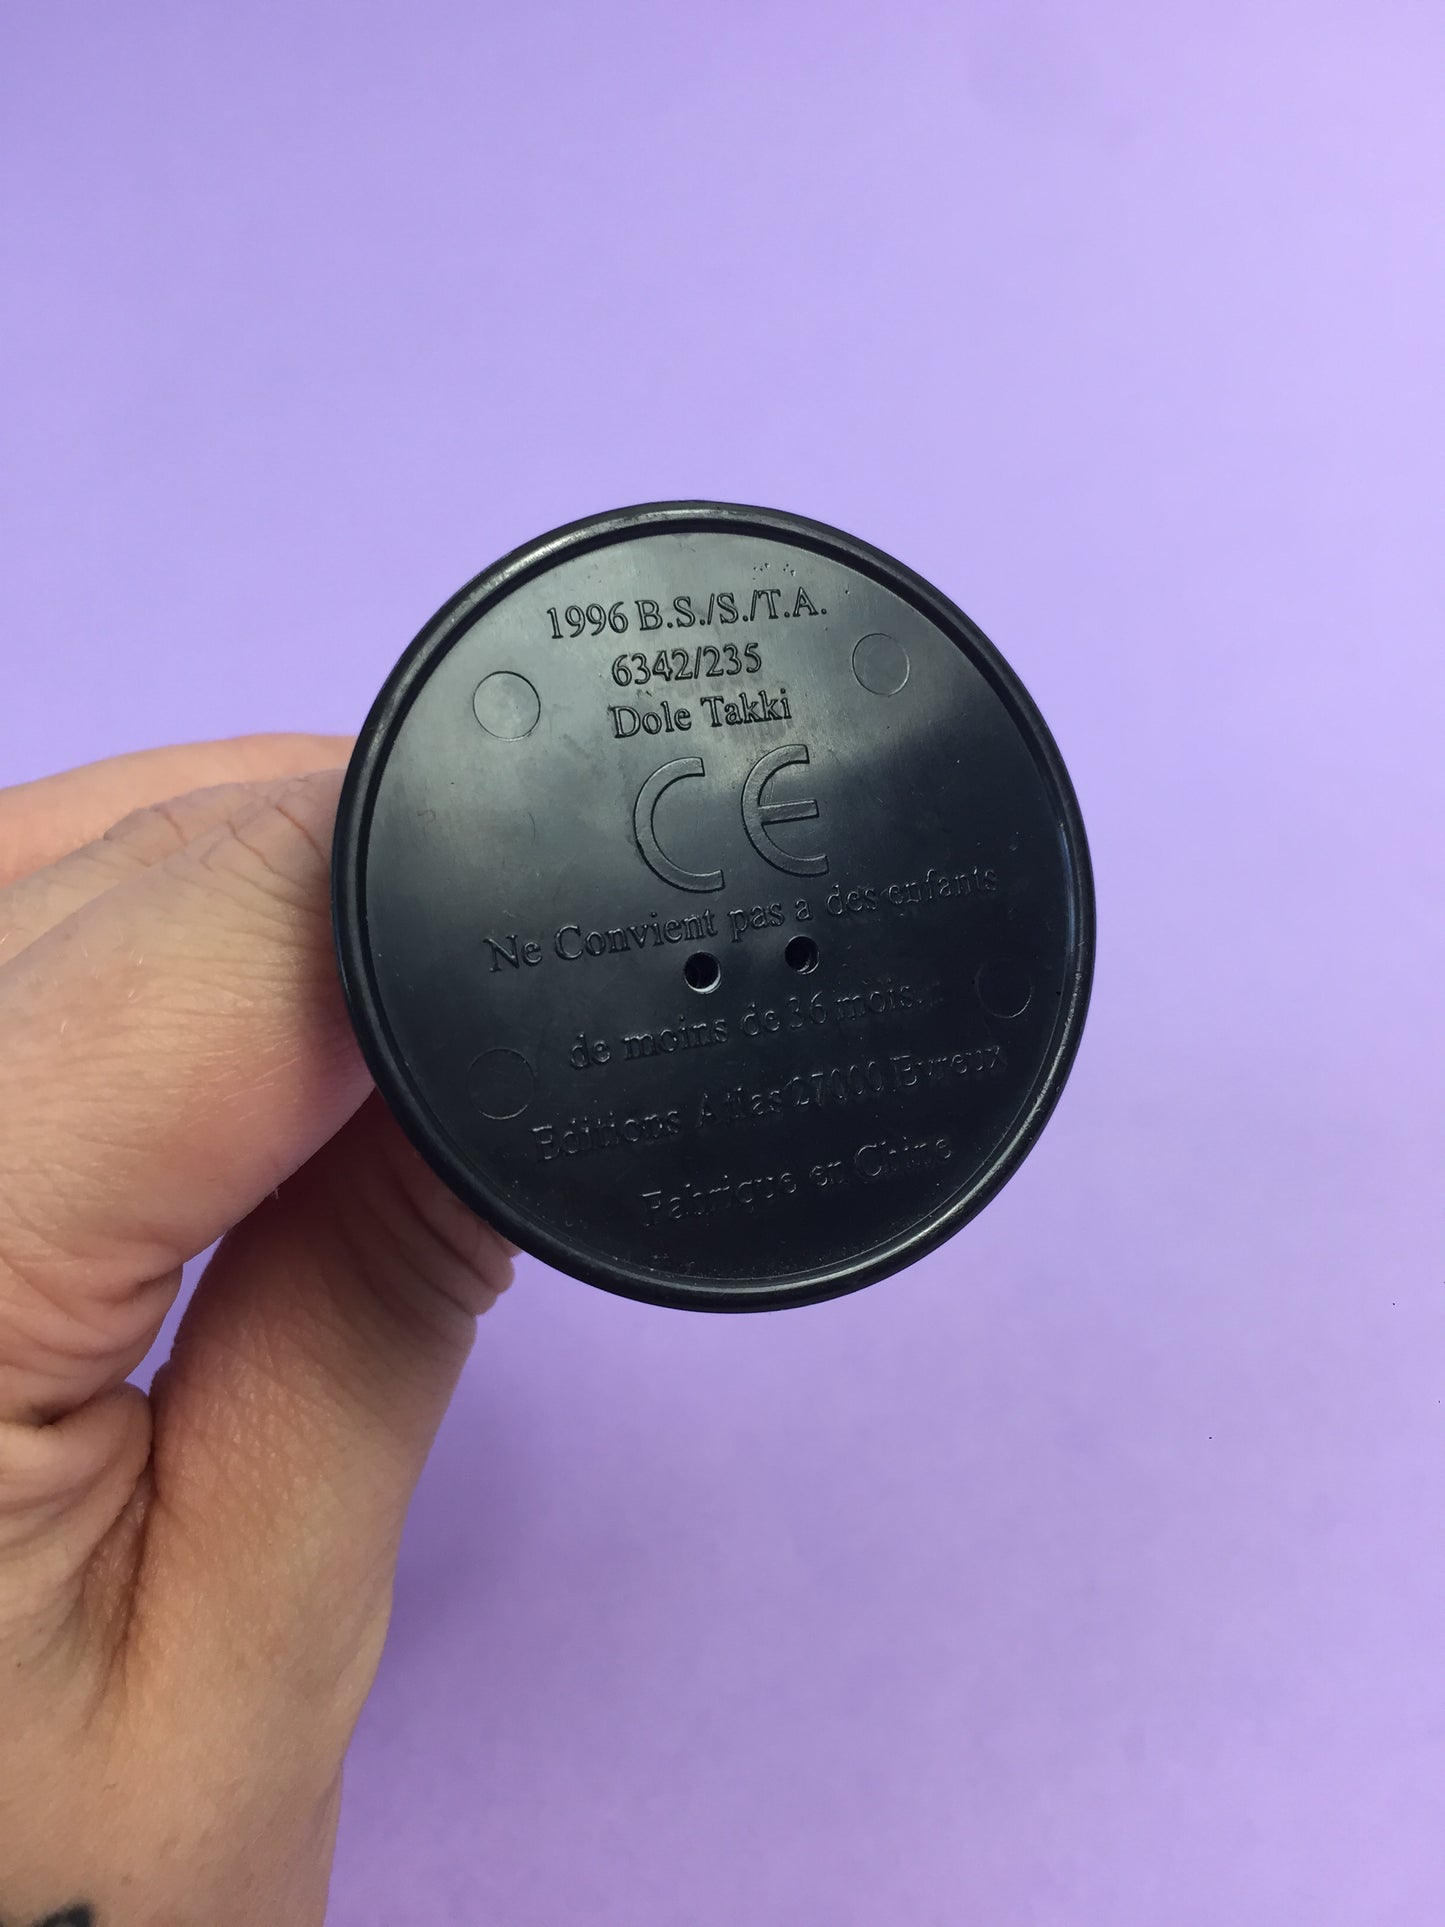 1996 B.S./S./T.A.
6342/235
Dole Takki
CE
Ne Convient pas a des enfants
de moins de 36 mois.
Editions Atlas 27000 Evreux
Fabrique en Chine